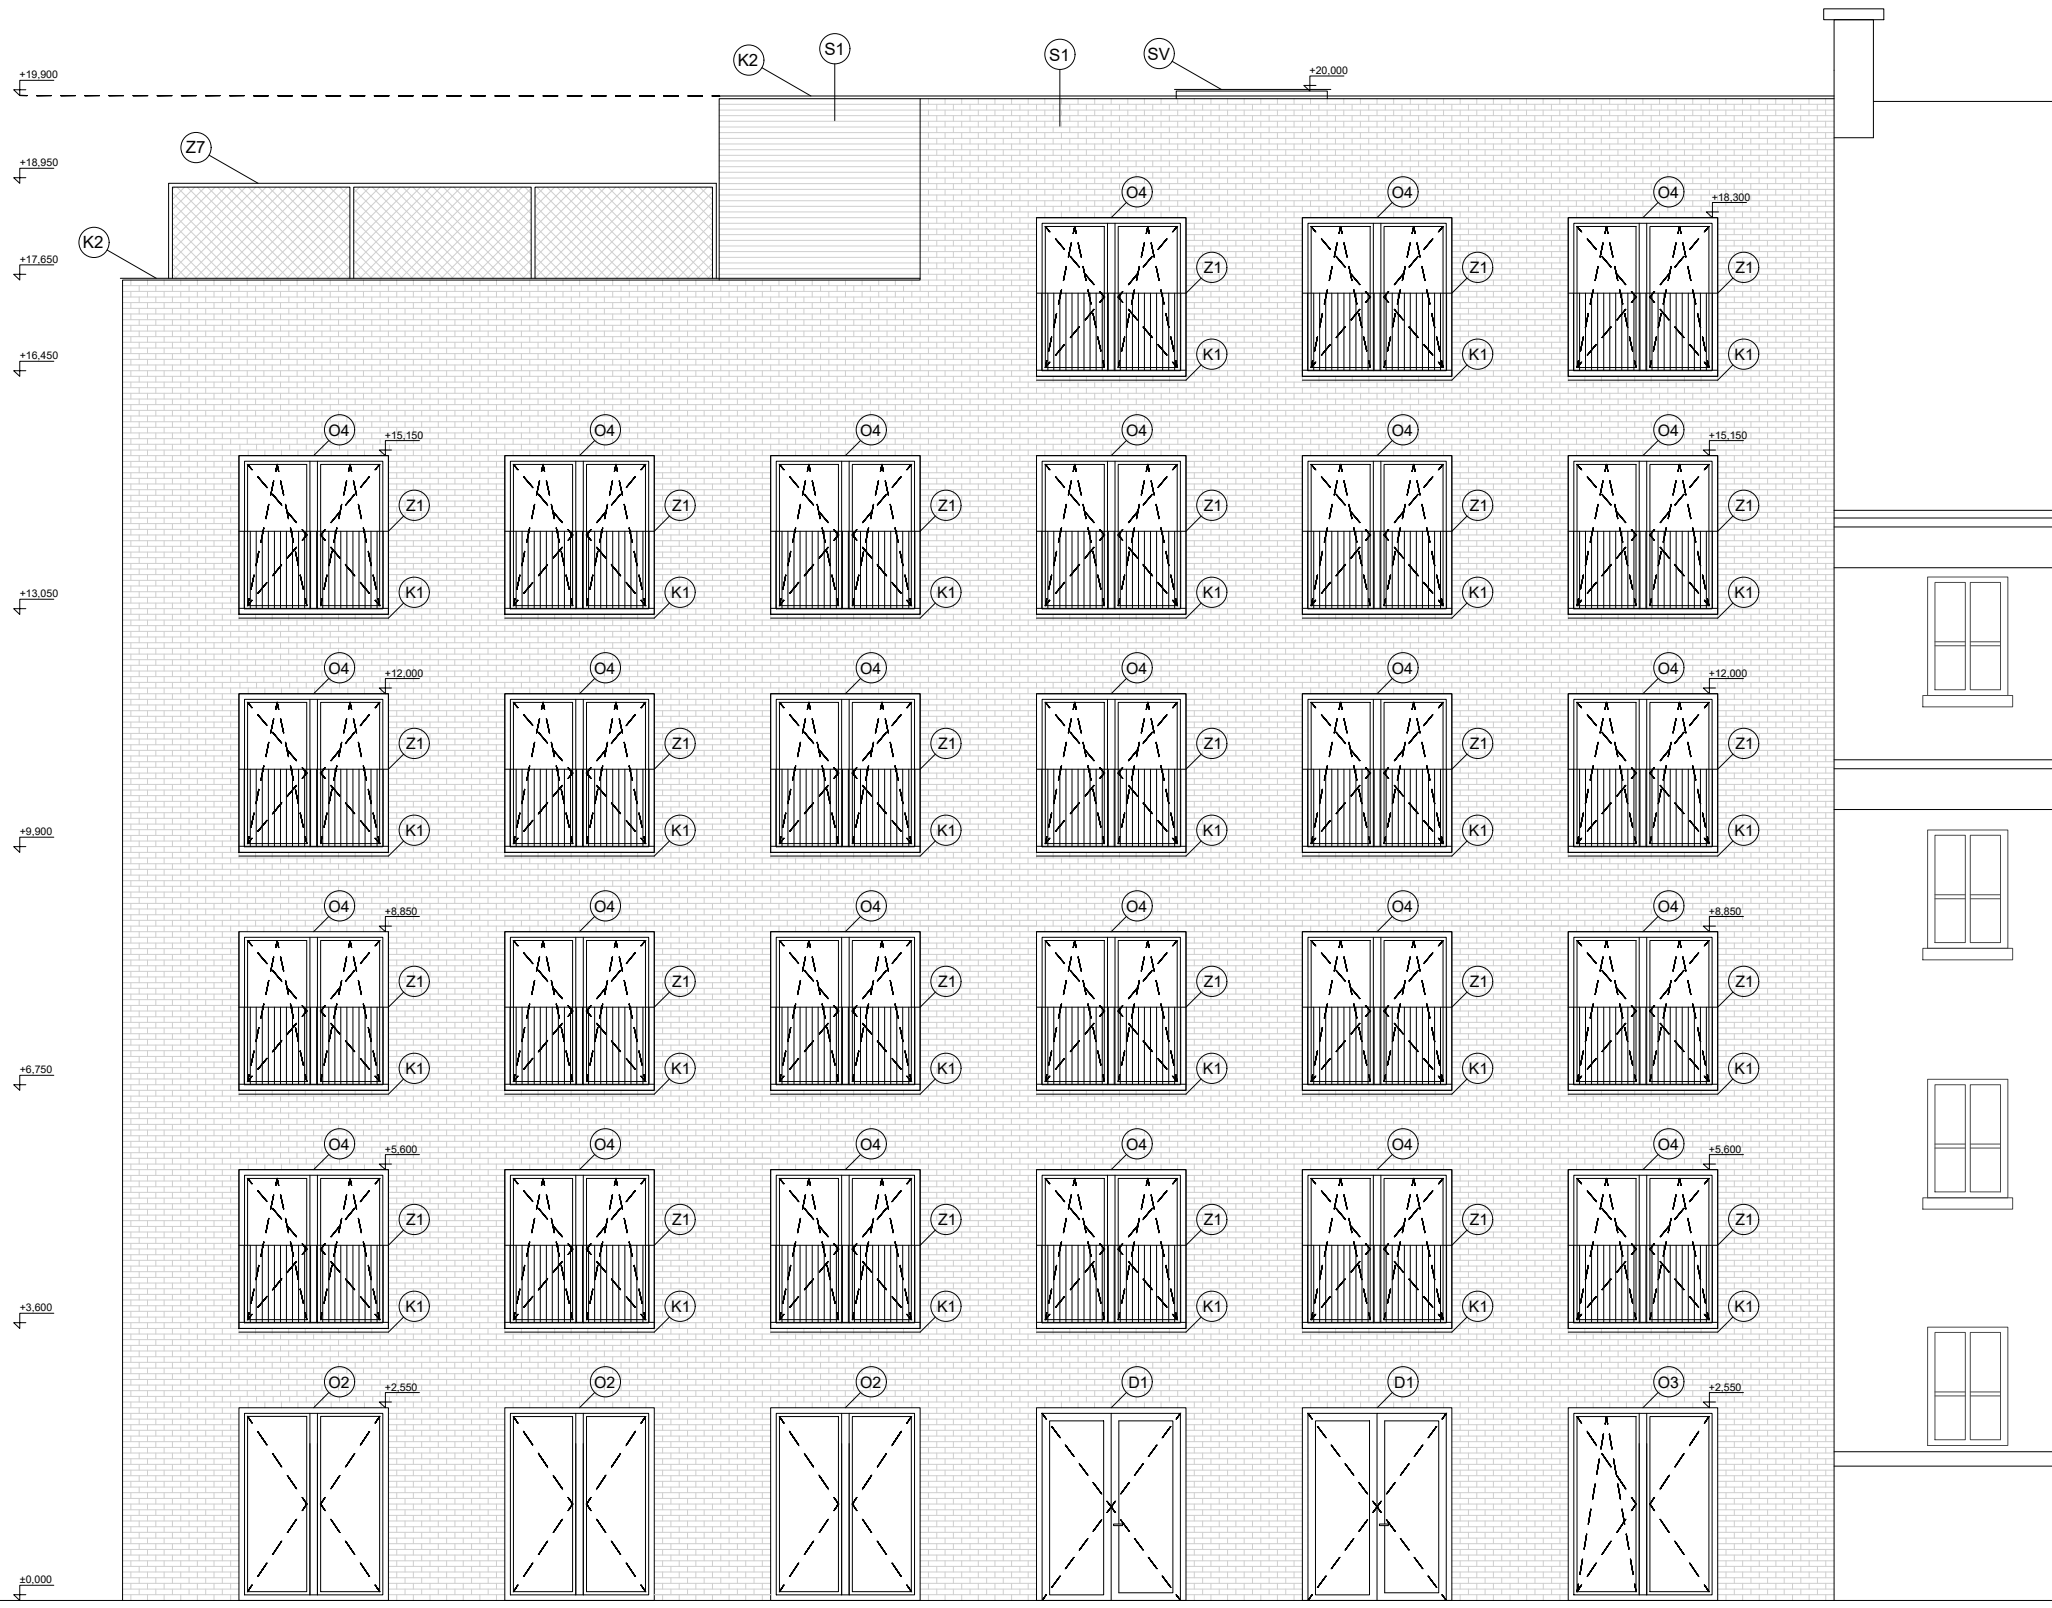 K2
S1
S1
SV
+19,900
+20,000
Z7
+18,950
O4 O4 O4
+18,300
K2
+17,650
Z1 Z1 Z1
+16,450
K1 K1 K1
O4 O4 O4 O4 O4 O4
+15,150 +15,150
Z1 Z1 Z1 Z1 Z1 Z1
+13,050
K1 K1 K1 K1 K1 K1
O4 O4 O4 O4 O4 O4
+12,000 +12,000
Z1 Z1 Z1 Z1 Z1 Z1
+9,900
K1 K1 K1 K1 K1 K1
O4 O4 O4 O4 O4 O4
+8,850 +8,850
Z1 Z1 Z1 Z1 Z1 Z1
+6,750
K1 K1 K1 K1 K1 K1
O4 O4 O4 O4 O4 O4
+5,600 +5,600
Z1 Z1 Z1 Z1 Z1 Z1
+3,600
K1 K1 K1 K1 K1 K1
O2 O2 O2 D1 D1 O3
+2,550 +2,550
±0,000